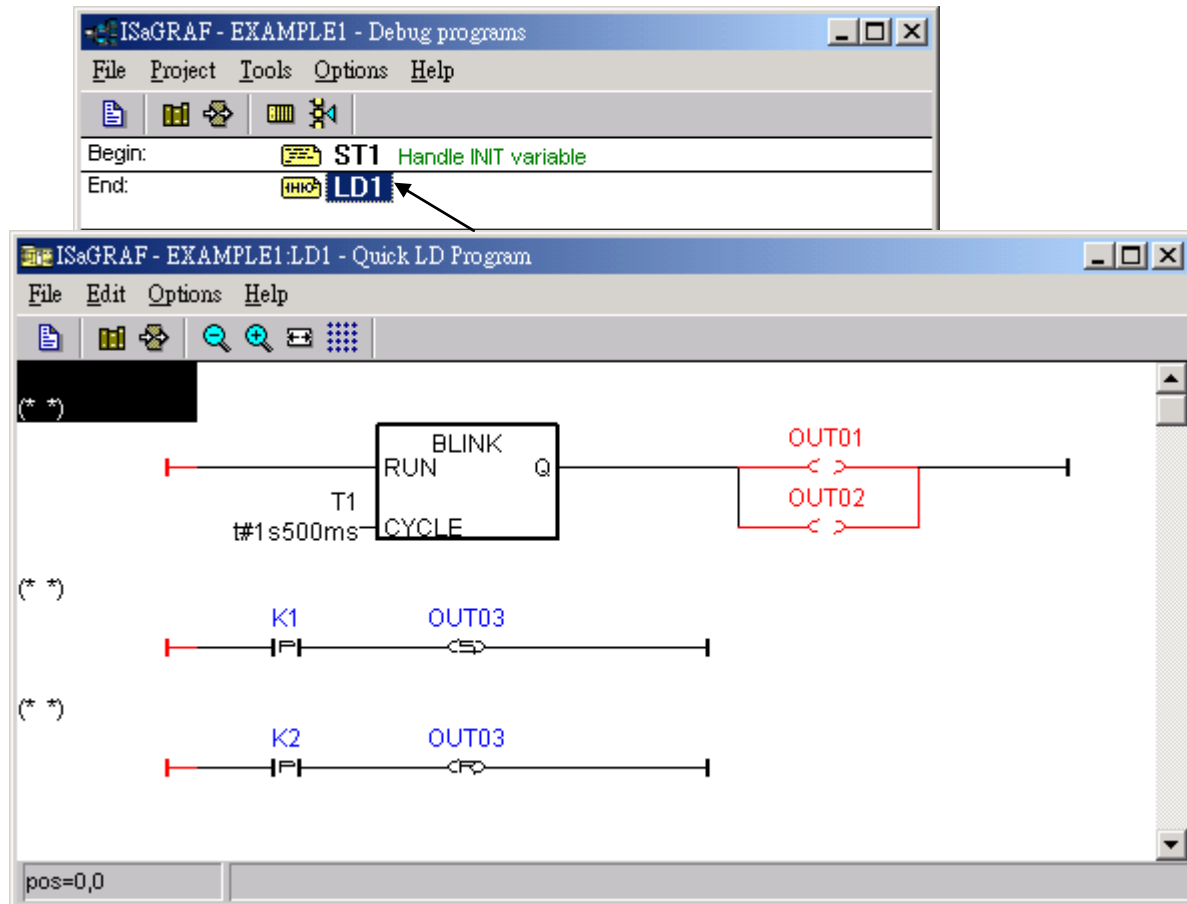 ISaGRAF - EXAMPLE1 - Debug programs
File Project Tools Options Help
Begin: ST1 Handle INIT variable
End: LD1
ISaGRAF - EXAMPLE1:LD1 - Quick LD Program
File Edit Options Help
(* *)
BLINK
RUN Q
T1
t#1s500ms CYCLE
OUT01
OUT02
(* *)
K1 OUT03
P S
(* *)
K2 OUT03
P R
pos=0,0